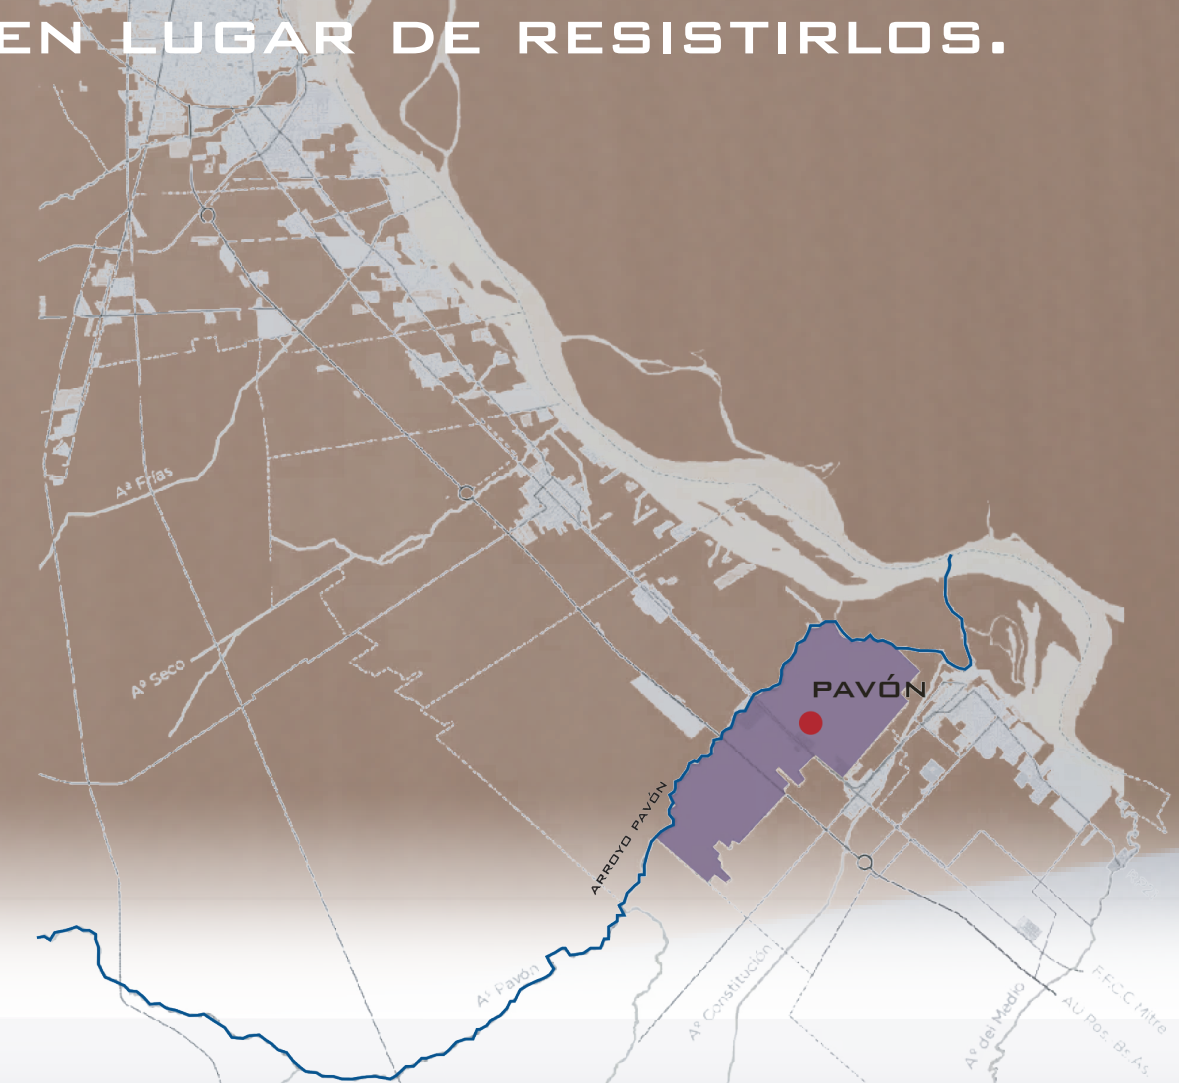 EN LUGAR DE RESISTIRLOS.
Aº Frías
Aº Seco
PAVÓN
ARROYO PAVÓN
Aº Pavón
Aº Constitución
Aº del Medio
F.F.C.C. Mitre
AU Ros. Bs.As.